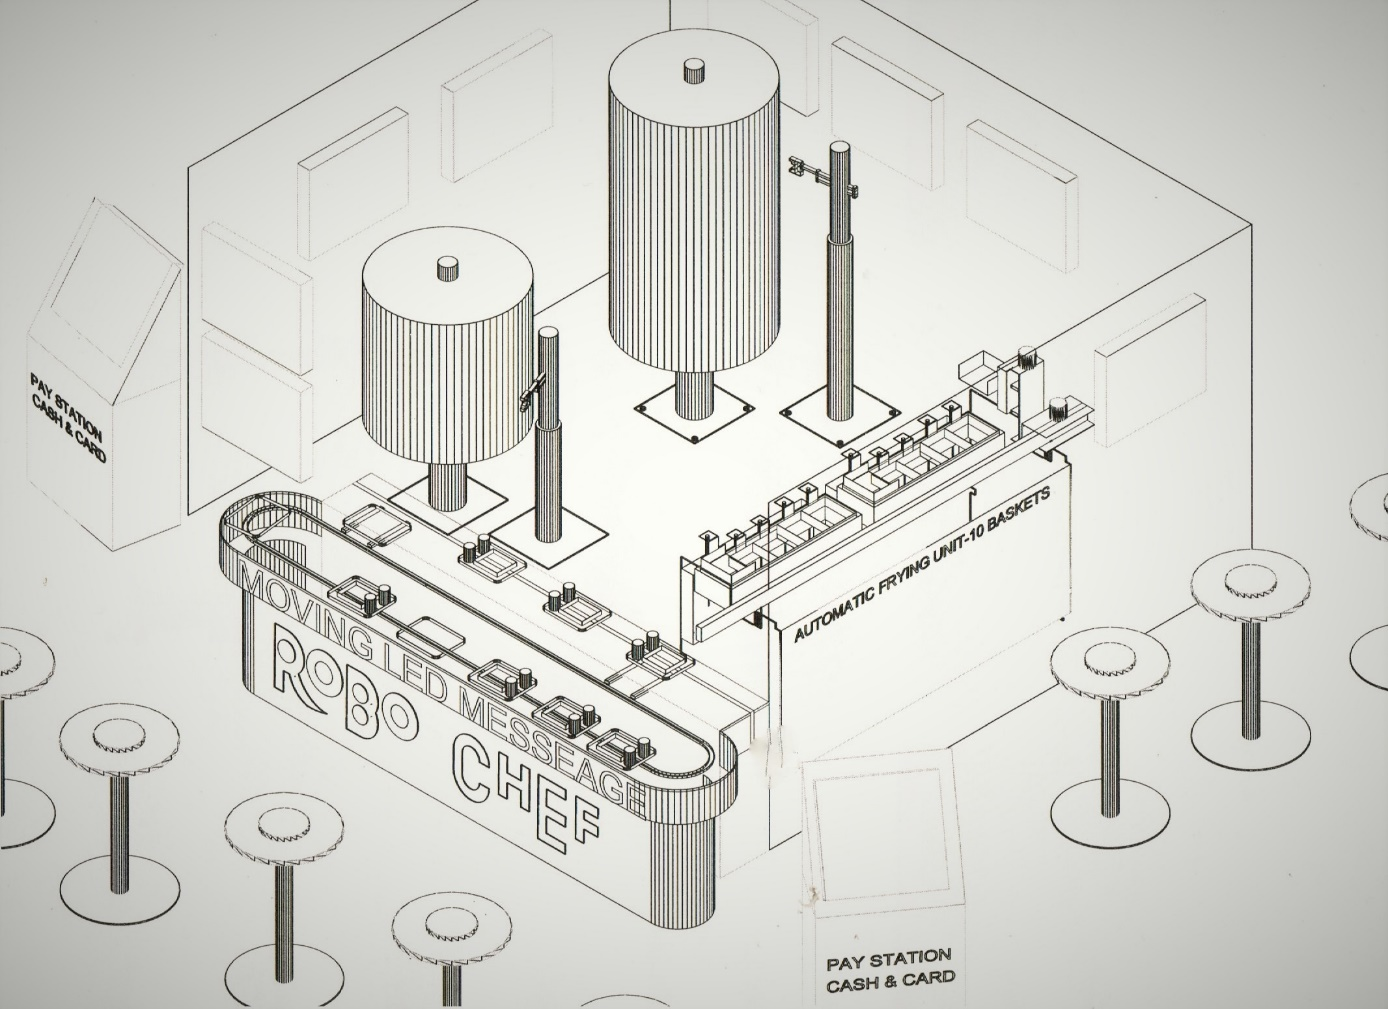 PAY STATION
CASH & CARD
AUTOMATIC FRYING UNIT-10 BASKETS
MOVING LED MESSEAGE
ROBO CHEF
PAY STATION
CASH & CARD